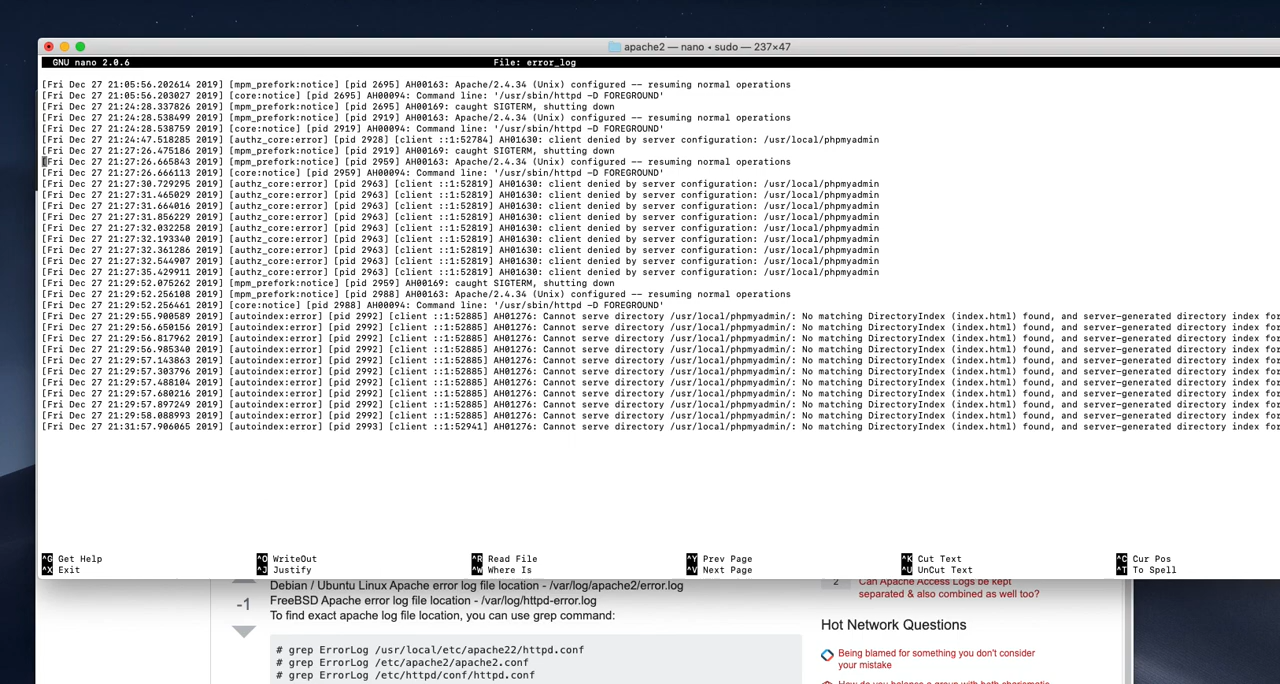 apache2 — nano • sudo — 237×47
GNU nano 2.0.6 File: error_log
[Fri Dec 27 21:05:56.202614 2019] [mpm_prefork:notice] [pid 2695] AH00163: Apache/2.4.34 (Unix) configured -- resuming normal operations
[Fri Dec 27 21:05:56.203027 2019] [core:notice] [pid 2695] AH00094: Command line: '/usr/sbin/httpd -D FOREGROUND'
[Fri Dec 27 21:24:28.337826 2019] [mpm_prefork:notice] [pid 2695] AH00169: caught SIGTERM, shutting down
[Fri Dec 27 21:24:28.538499 2019] [mpm_prefork:notice] [pid 2919] AH00163: Apache/2.4.34 (Unix) configured -- resuming normal operations
[Fri Dec 27 21:24:28.538759 2019] [core:notice] [pid 2919] AH00094: Command line: '/usr/sbin/httpd -D FOREGROUND'
[Fri Dec 27 21:24:47.518285 2019] [authz_core:error] [pid 2928] [client ::1:52784] AH01630: client denied by server configuration: /usr/local/phpmyadmin
[Fri Dec 27 21:27:26.475186 2019] [mpm_prefork:notice] [pid 2919] AH00169: caught SIGTERM, shutting down
[Fri Dec 27 21:27:26.665843 2019] [mpm_prefork:notice] [pid 2959] AH00163: Apache/2.4.34 (Unix) configured -- resuming normal operations
[Fri Dec 27 21:27:26.666113 2019] [core:notice] [pid 2959] AH00094: Command line: '/usr/sbin/httpd -D FOREGROUND'
[Fri Dec 27 21:27:30.729295 2019] [authz_core:error] [pid 2963] [client ::1:52819] AH01630: client denied by server configuration: /usr/local/phpmyadmin
[Fri Dec 27 21:27:31.465029 2019] [authz_core:error] [pid 2963] [client ::1:52819] AH01630: client denied by server configuration: /usr/local/phpmyadmin
[Fri Dec 27 21:27:31.664016 2019] [authz_core:error] [pid 2963] [client ::1:52819] AH01630: client denied by server configuration: /usr/local/phpmyadmin
[Fri Dec 27 21:27:31.856229 2019] [authz_core:error] [pid 2963] [client ::1:52819] AH01630: client denied by server configuration: /usr/local/phpmyadmin
[Fri Dec 27 21:27:32.032258 2019] [authz_core:error] [pid 2963] [client ::1:52819] AH01630: client denied by server configuration: /usr/local/phpmyadmin
[Fri Dec 27 21:27:32.193340 2019] [authz_core:error] [pid 2963] [client ::1:52819] AH01630: client denied by server configuration: /usr/local/phpmyadmin
[Fri Dec 27 21:27:32.361286 2019] [authz_core:error] [pid 2963] [client ::1:52819] AH01630: client denied by server configuration: /usr/local/phpmyadmin
[Fri Dec 27 21:27:32.544907 2019] [authz_core:error] [pid 2963] [client ::1:52819] AH01630: client denied by server configuration: /usr/local/phpmyadmin
[Fri Dec 27 21:27:35.429911 2019] [authz_core:error] [pid 2963] [client ::1:52819] AH01630: client denied by server configuration: /usr/local/phpmyadmin
[Fri Dec 27 21:29:52.075262 2019] [mpm_prefork:notice] [pid 2959] AH00169: caught SIGTERM, shutting down
[Fri Dec 27 21:29:52.256108 2019] [mpm_prefork:notice] [pid 2988] AH00163: Apache/2.4.34 (Unix) configured -- resuming normal operations
[Fri Dec 27 21:29:52.256461 2019] [core:notice] [pid 2988] AH00094: Command line: '/usr/sbin/httpd -D FOREGROUND'
[Fri Dec 27 21:29:55.900589 2019] [autoindex:error] [pid 2992] [client ::1:52885] AH01276: Cannot serve directory /usr/local/phpmyadmin/: No matching DirectoryIndex (index.html) found, and server-generated directory index for
[Fri Dec 27 21:29:56.650156 2019] [autoindex:error] [pid 2992] [client ::1:52885] AH01276: Cannot serve directory /usr/local/phpmyadmin/: No matching DirectoryIndex (index.html) found, and server-generated directory index for
[Fri Dec 27 21:29:56.817962 2019] [autoindex:error] [pid 2992] [client ::1:52885] AH01276: Cannot serve directory /usr/local/phpmyadmin/: No matching DirectoryIndex (index.html) found, and server-generated directory index for
[Fri Dec 27 21:29:56.985340 2019] [autoindex:error] [pid 2992] [client ::1:52885] AH01276: Cannot serve directory /usr/local/phpmyadmin/: No matching DirectoryIndex (index.html) found, and server-generated directory index for
[Fri Dec 27 21:29:57.143863 2019] [autoindex:error] [pid 2992] [client ::1:52885] AH01276: Cannot serve directory /usr/local/phpmyadmin/: No matching DirectoryIndex (index.html) found, and server-generated directory index for
[Fri Dec 27 21:29:57.303796 2019] [autoindex:error] [pid 2992] [client ::1:52885] AH01276: Cannot serve directory /usr/local/phpmyadmin/: No matching DirectoryIndex (index.html) found, and server-generated directory index for
[Fri Dec 27 21:29:57.488104 2019] [autoindex:error] [pid 2992] [client ::1:52885] AH01276: Cannot serve directory /usr/local/phpmyadmin/: No matching DirectoryIndex (index.html) found, and server-generated directory index for
[Fri Dec 27 21:29:57.680216 2019] [autoindex:error] [pid 2992] [client ::1:52885] AH01276: Cannot serve directory /usr/local/phpmyadmin/: No matching DirectoryIndex (index.html) found, and server-generated directory index for
[Fri Dec 27 21:29:57.897249 2019] [autoindex:error] [pid 2992] [client ::1:52885] AH01276: Cannot serve directory /usr/local/phpmyadmin/: No matching DirectoryIndex (index.html) found, and server-generated directory index for
[Fri Dec 27 21:29:58.088993 2019] [autoindex:error] [pid 2992] [client ::1:52885] AH01276: Cannot serve directory /usr/local/phpmyadmin/: No matching DirectoryIndex (index.html) found, and server-generated directory index for
[Fri Dec 27 21:31:57.906065 2019] [autoindex:error] [pid 2993] [client ::1:52941] AH01276: Cannot serve directory /usr/local/phpmyadmin/: No matching DirectoryIndex (index.html) found, and server-generated directory index for
^G Get Help ^O WriteOut ^R Read File ^Y Prev Page ^K Cut Text ^C Cur Pos
^X Exit ^J Justify ^W Where Is ^V Next Page ^U UnCut Text ^T To Spell
Debian / Ubuntu Linux Apache error log file location - /var/log/apache2/error.log
-1
FreeBSD Apache error log file location - /var/log/httpd-error.log
To find exact apache log file location, you can use grep command:
# grep ErrorLog /usr/local/etc/apache22/httpd.conf
# grep ErrorLog /etc/apache2/apache2.conf
# grep ErrorLog /etc/httpd/conf/httpd.conf
2 Can Apache Access Logs be kept
separated & also combined as well too?
Hot Network Questions
Being blamed for something you don't consider
your mistake